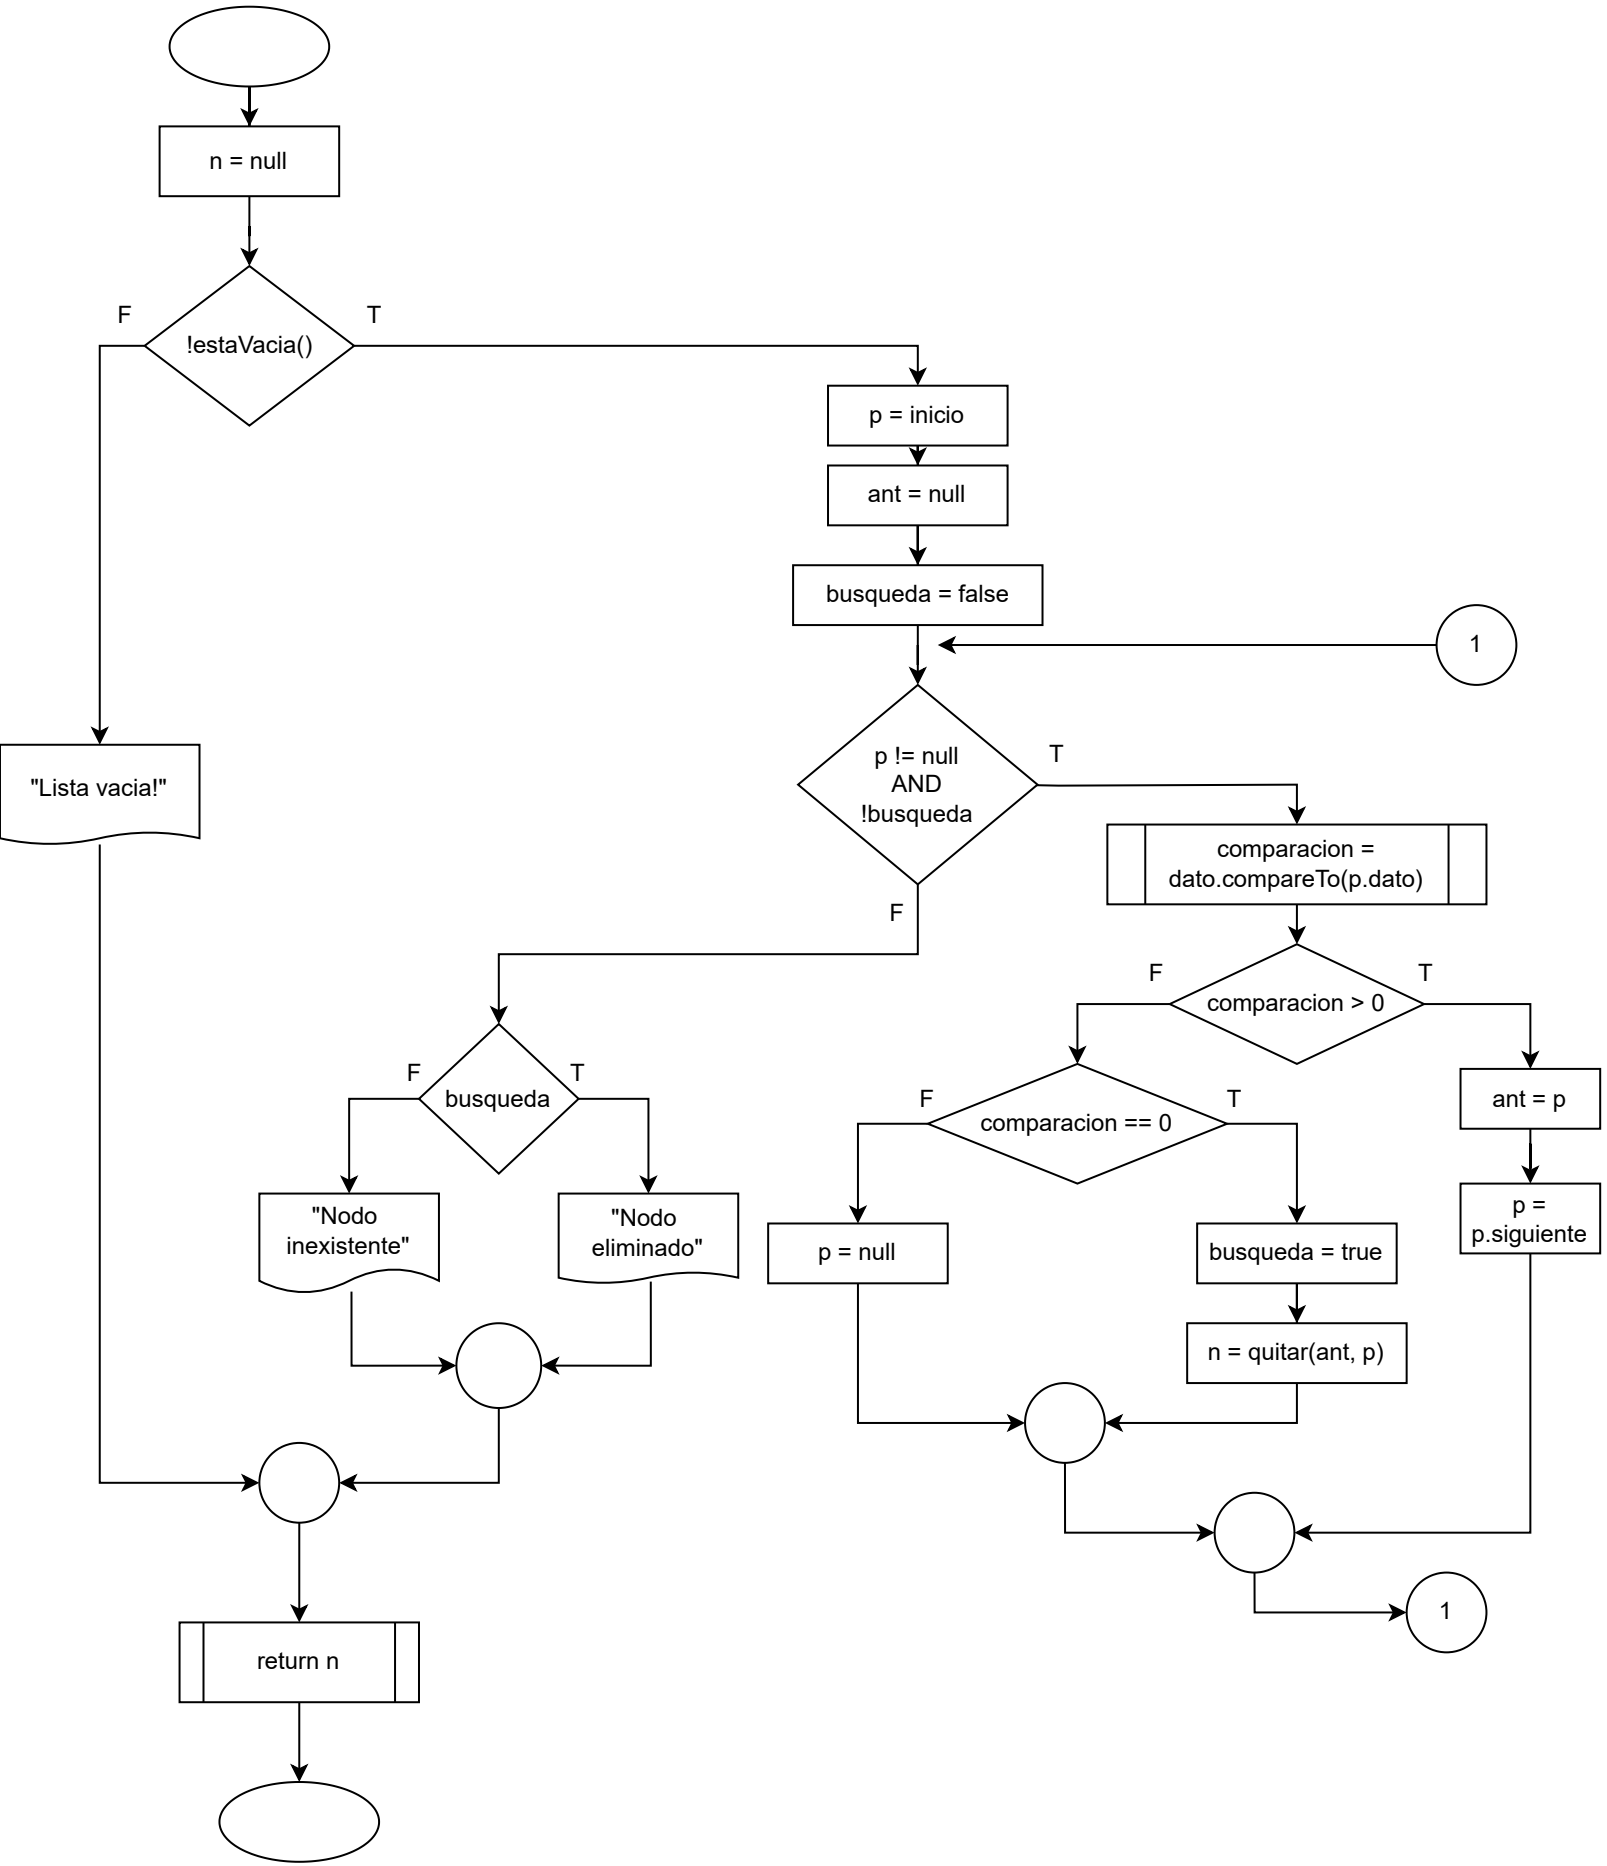 n = null
F
T
!estaVacia()
p = inicio
ant = null
busqueda = false
1
p != null
AND
!busqueda
T
F
"Lista vacia!"
comparacion =
dato.compareTo(p.dato)
F
T
comparacion > 0
F
T
busqueda
F
T
comparacion == 0
ant = p
"Nodo
inexistente"
"Nodo
eliminado"
p = null
busqueda = true
p =
p.siguiente
n = quitar(ant, p)
1
return n